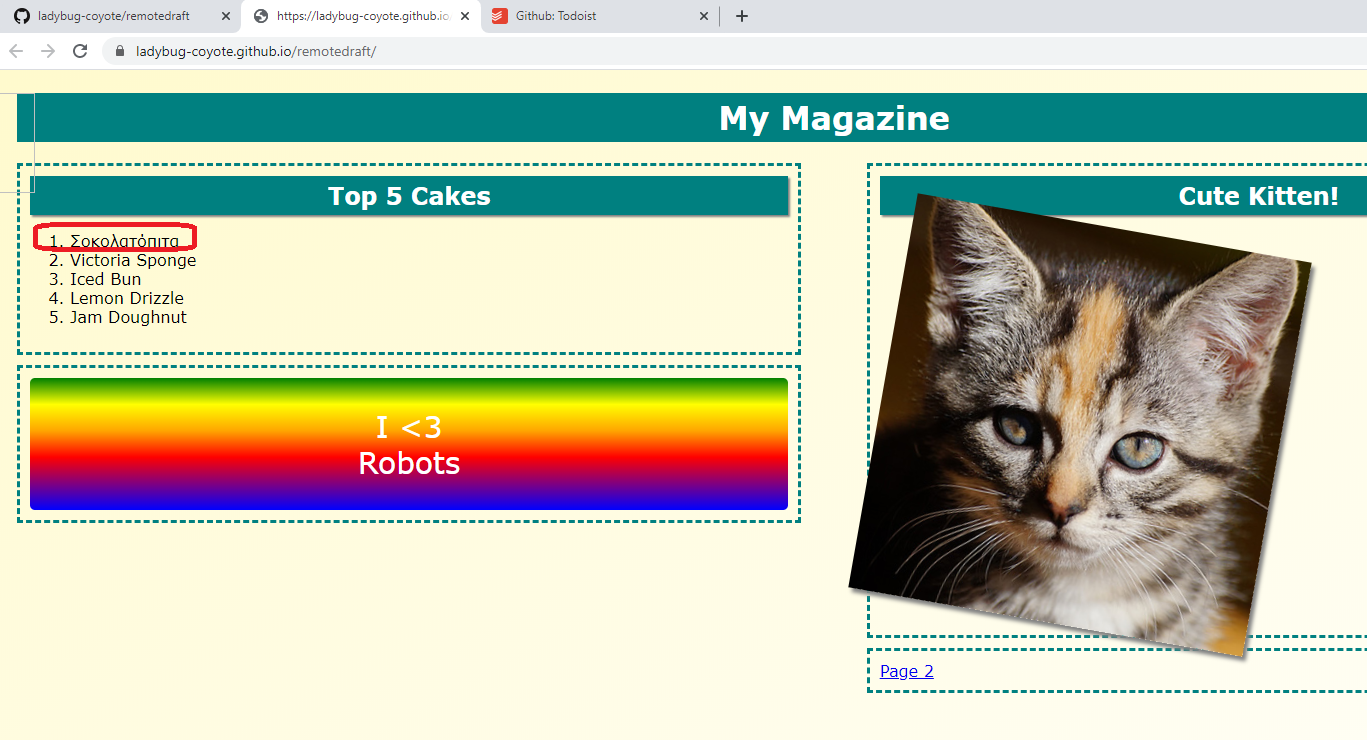 ladybug-coyote/remotedraft
https://ladybug-coyote.github.io
Github: Todoist
ladybug-coyote.github.io/remotedraft/
My Magazine
Top 5 Cakes
1. Σοκολατόπιτα
2. Victoria Sponge
3. Iced Bun
4. Lemon Drizzle
5. Jam Doughnut
I <3
Robots
Cute Kitten!
Page 2